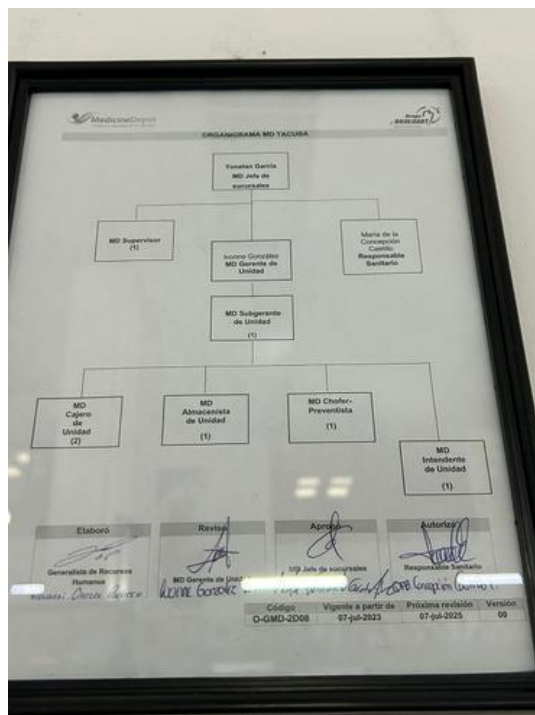 MedicineDepot
Grupo
ORGANIGRAMA MD TACUBA
Yonatan García
MD Jefe de
sucursales
MD Supervisor
(1)
Ivonne González
MD Gerente de
Unidad
María de la
Concepción
Castillo
Responsable
Sanitario
MD Subgerente
de Unidad
(1)
MD
Cajero
de
Unidad
(2)
MD
Almacenista
de Unidad
(1)
MD Chofer-
Preventista
(1)
MD
Intendente
de Unidad
(1)
Elaboró
Revisó
Aprobó
Autorizó
Generalista de Recursos
Humanos
MD Gerente de Unidad
MD Jefe de sucursales
Responsable Sanitario
Ivonne González
Código
Vigente a partir de
Próxima revisión
Versión
O-GMD-2D08
07-jul-2023
07-jul-2025
09